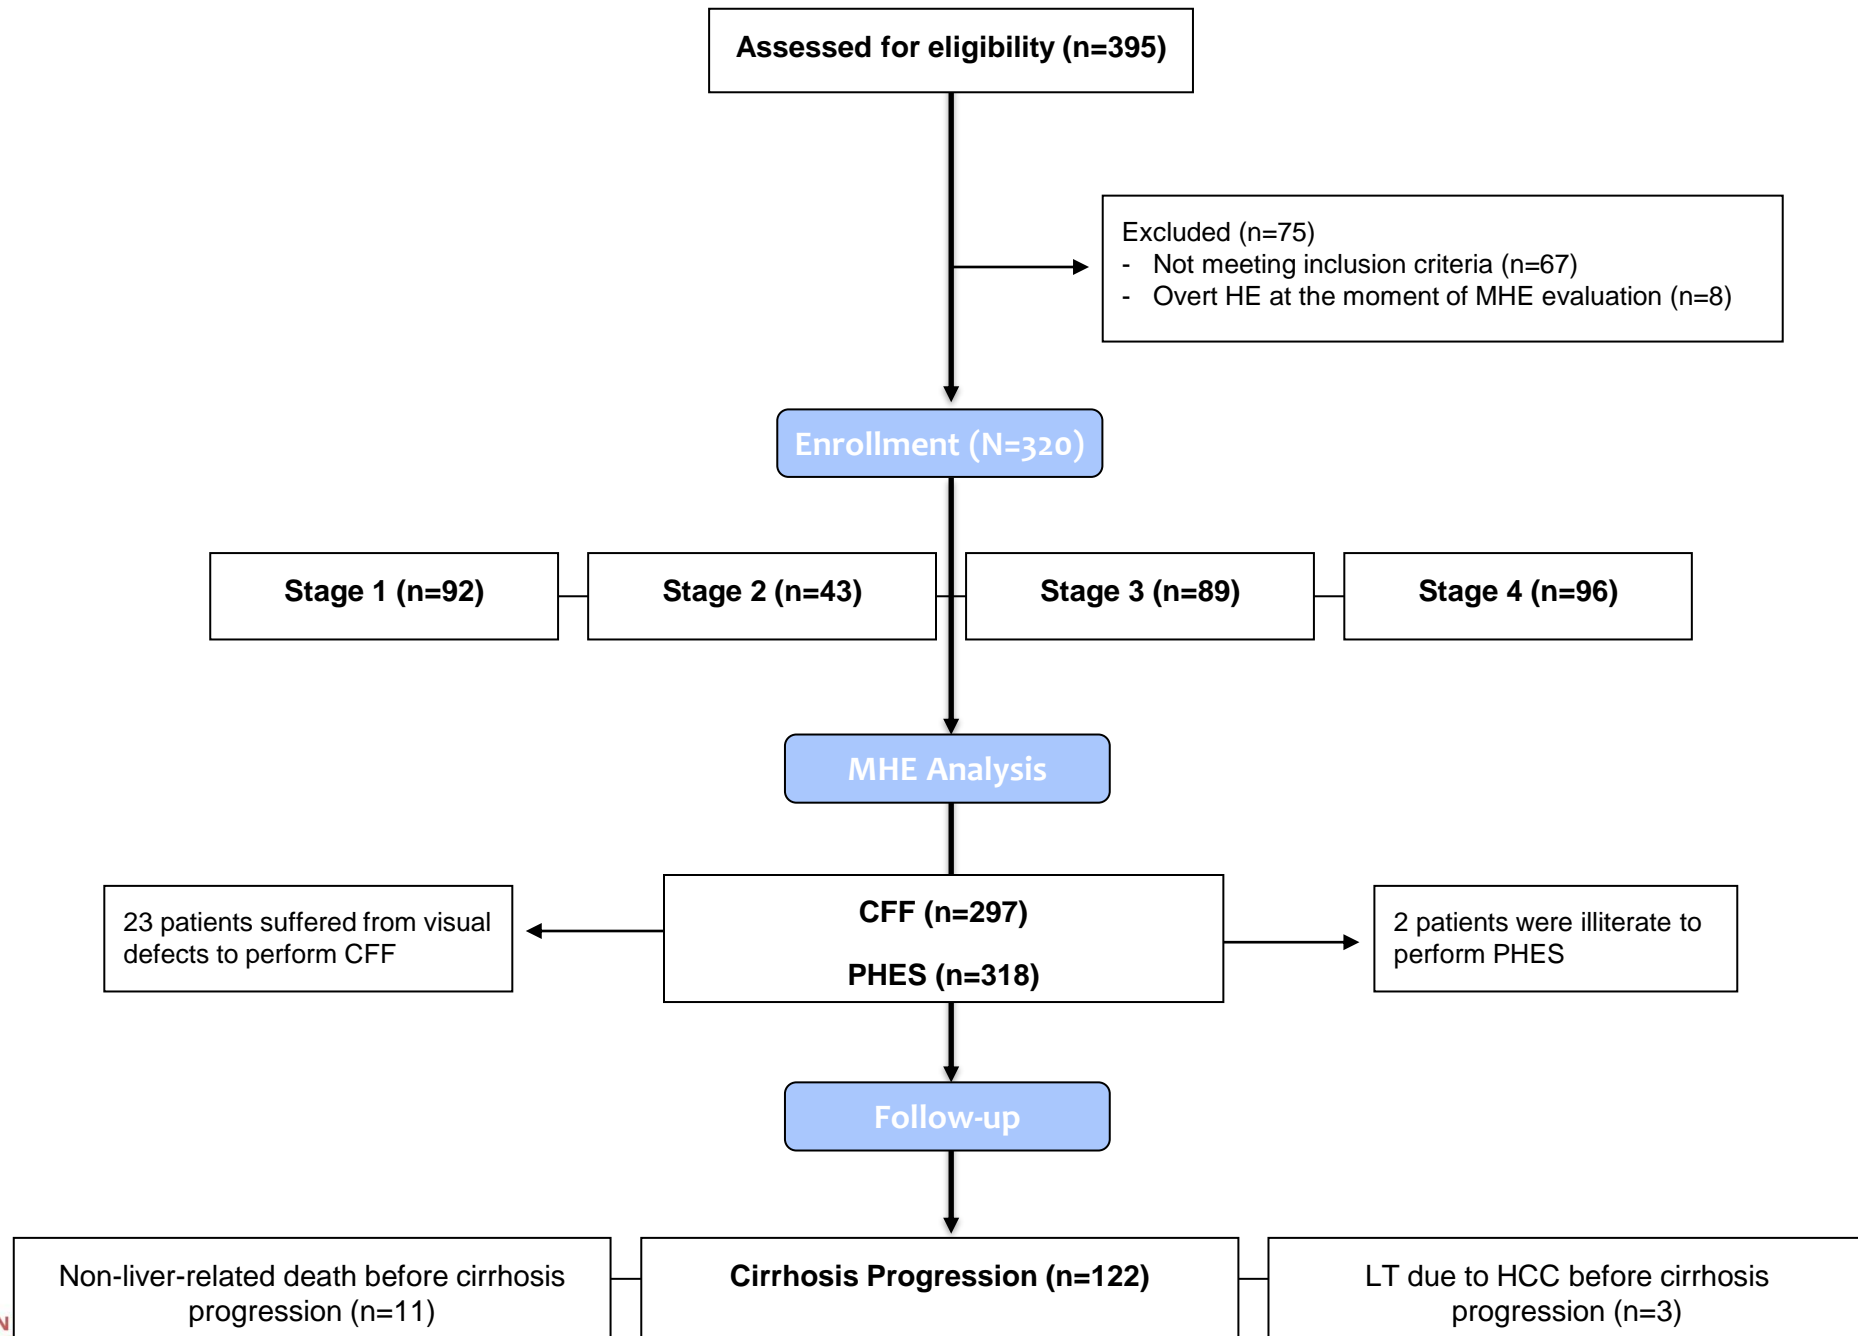 Assessed for eligibility (n=395)
Excluded (n=75)
- Not meeting inclusion criteria (n=67)
- Overt HE at the moment of MHE evaluation (n=8)
Enrollment (N=320)
Stage 1 (n=92)
Stage 2 (n=43)
Stage 3 (n=89)
Stage 4 (n=96)
MHE Analysis
23 patients suffered from visual
defects to perform CFF
CFF (n=297)
PHES (n=318)
2 patients were illiterate to
perform PHES
Follow-up
Non-liver-related death before cirrhosis
progression (n=11)
Cirrhosis Progression (n=122)
LT due to HCC before cirrhosis
progression (n=3)